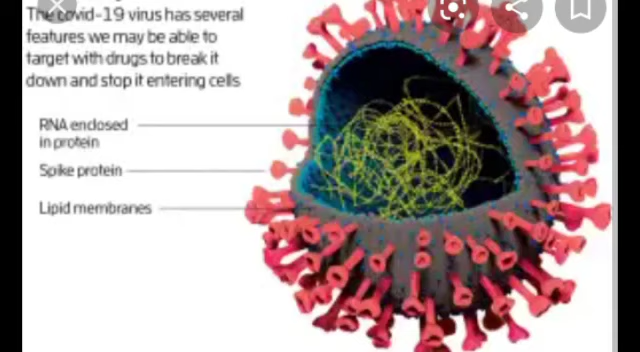 The covid-19 virus has several
features we may be able to
target with drugs to break it
down and stop it entering cells
RNA enclosed
in protein
Spike protein
Lipid membranes